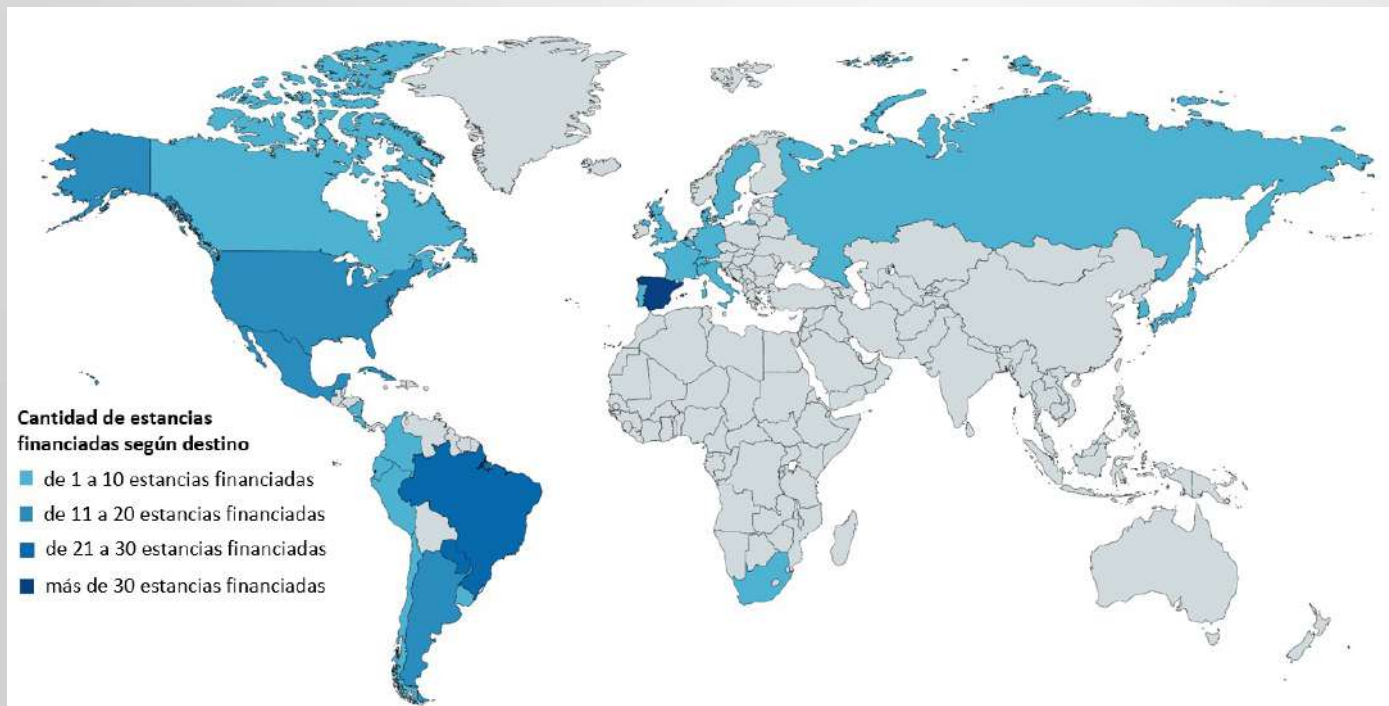 Cantidad de estancias
financiadas según destino
de 1 a 10 estancias financiadas
de 11 a 20 estancias financiadas
de 21 a 30 estancias financiadas
más de 30 estancias financiadas